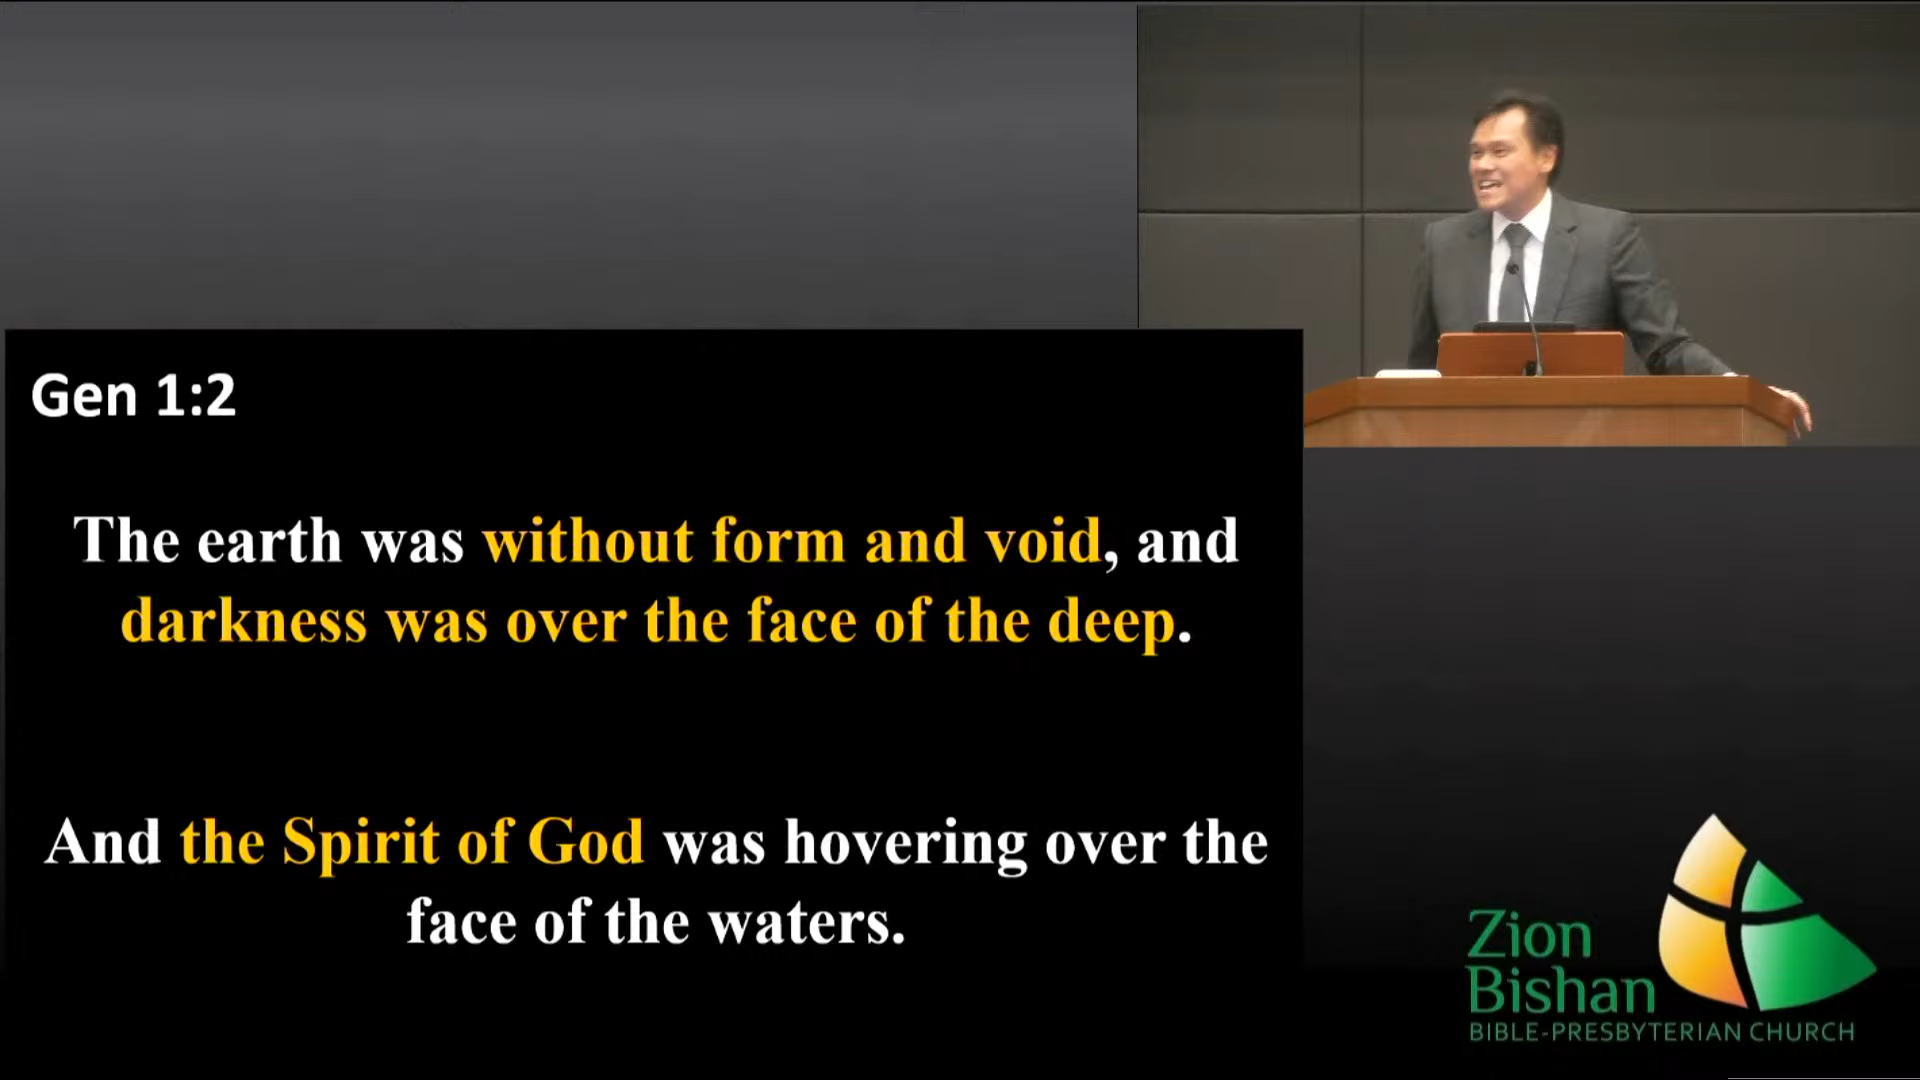 Gen 1:2
The earth was without form and void, and
darkness was over the face of the deep.
And the Spirit of God was hovering over the
face of the waters.
Zion
Bishan
BIBLE-PRESBYTERIAN CHURCH